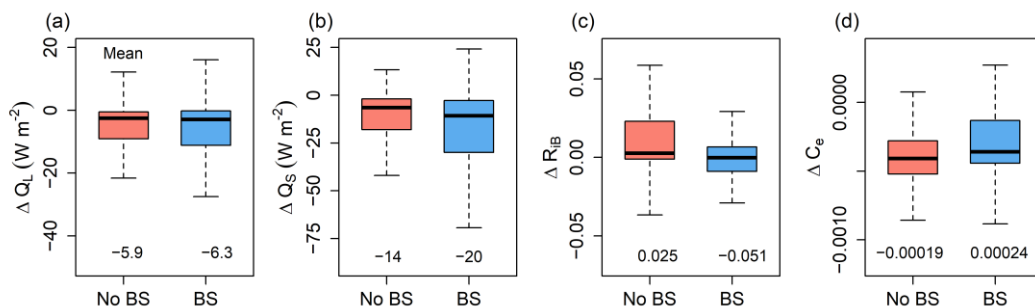 (a)
Δ Q_L (W m⁻²)
20
0
−20
−40
Mean
−5.9
−6.3
No BS
BS
(b)
Δ Q_S (W m⁻²)
25
0
−25
−75
−14
−20
No BS
BS
(c)
Δ R_iB
0.05
0.00
−0.05
0.025
−0.051
No BS
BS
(d)
Δ C_e
0.0000
−0.0010
−0.00019
0.00024
No BS
BS